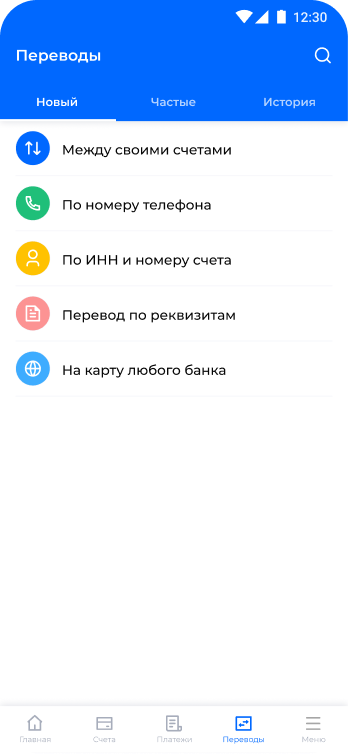 12:30
Переводы
Новый Частые История
Между своими счетами
По номеру телефона
По ИНН и номеру счета
Перевод по реквизитам
На карту любого банка
Главная Счета Платежи Переводы Меню